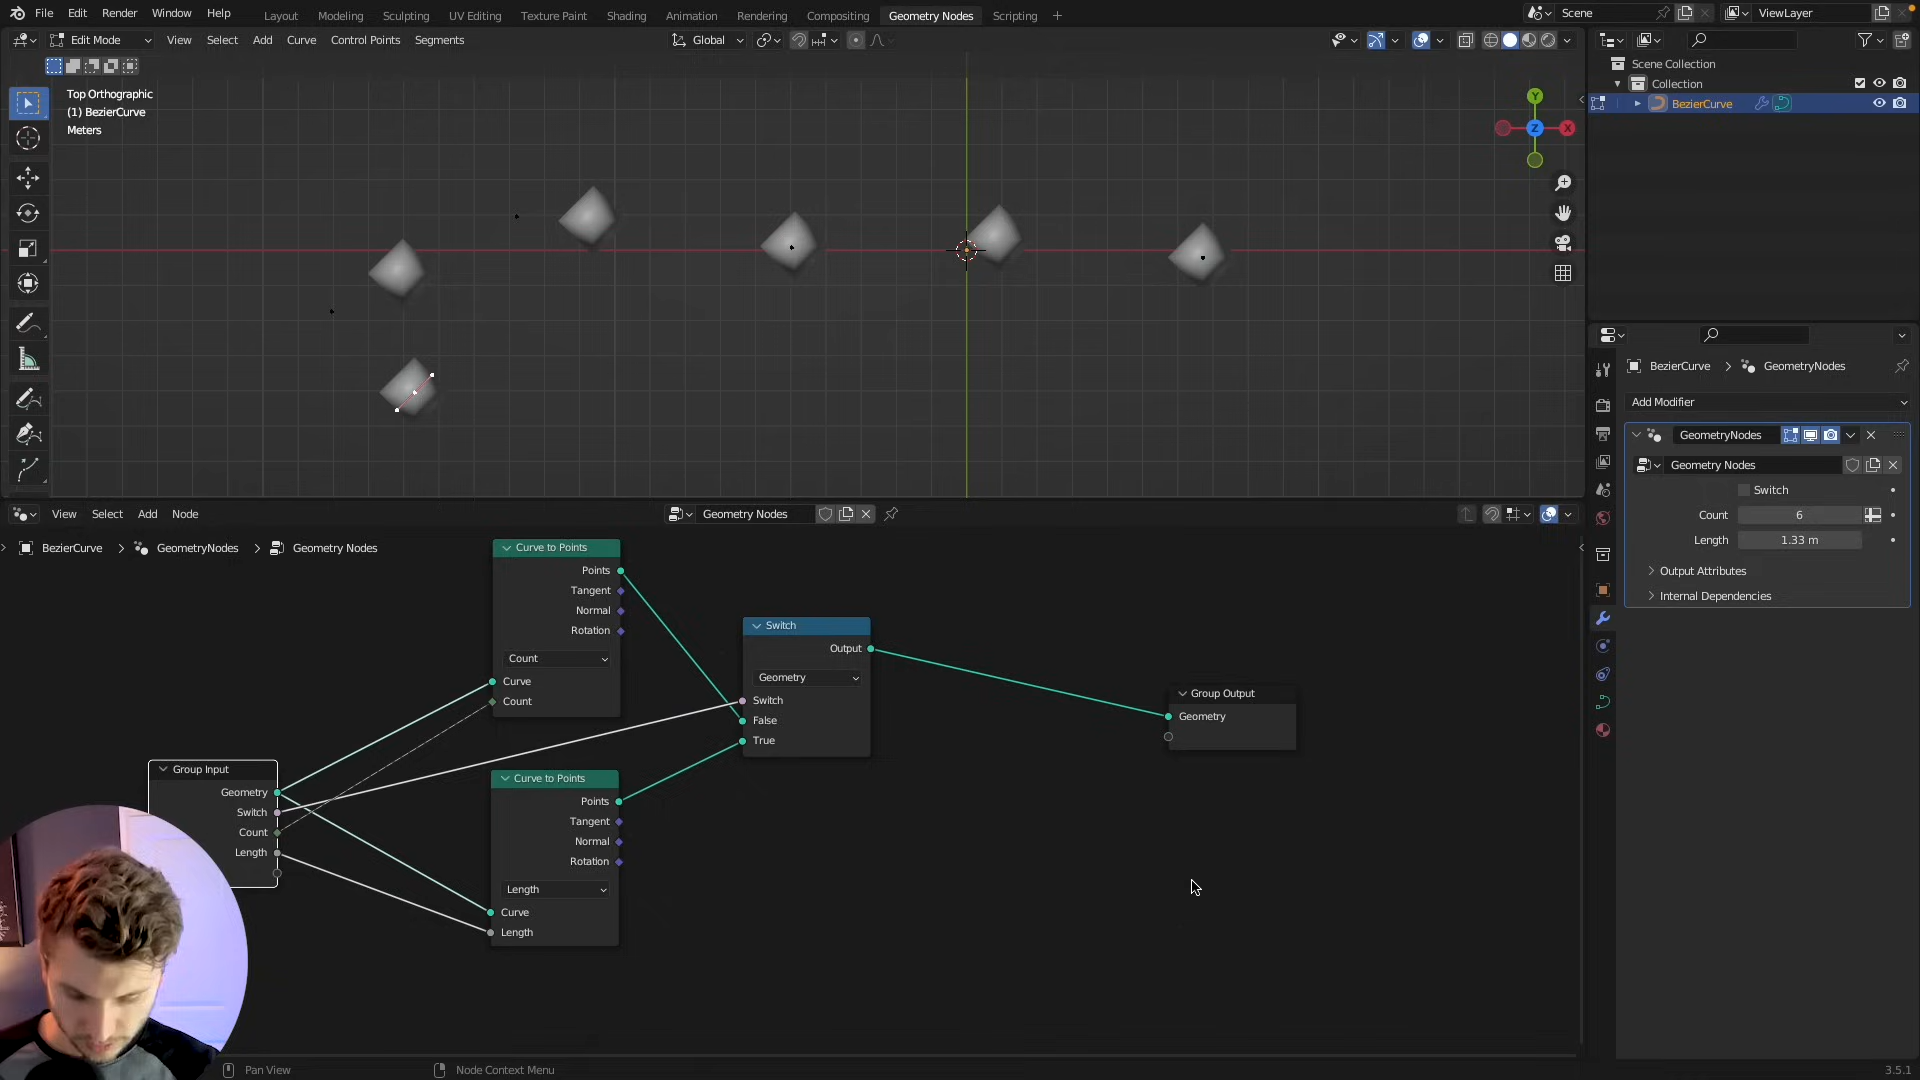 File Edit Render Window Help Layout Modeling Sculpting UV Editing Texture Paint Shading Animation Rendering Compositing Geometry Nodes Scripting + Scene ViewLayer
Edit Mode View Select Add Curve Control Points Segments Global
Top Orthographic
(1) BezierCurve
Meters
Y
Z
X
Scene Collection
Collection
BezierCurve
BezierCurve > GeometryNodes
Add Modifier
GeometryNodes
Geometry Nodes
Switch
Count 6
Length 1.33 m
Output Attributes
Internal Dependencies
View Select Add Node Geometry Nodes
BezierCurve > GeometryNodes > Geometry Nodes
Curve to Points
Points
Tangent
Normal
Rotation
Count
Curve
Count
Switch
Output
Geometry
Switch
False
True
Group Output
Geometry
Group Input
Geometry
Switch
Count
Length
Curve to Points
Points
Tangent
Normal
Rotation
Length
Curve
Length
Pan View Node Context Menu 3.5.1